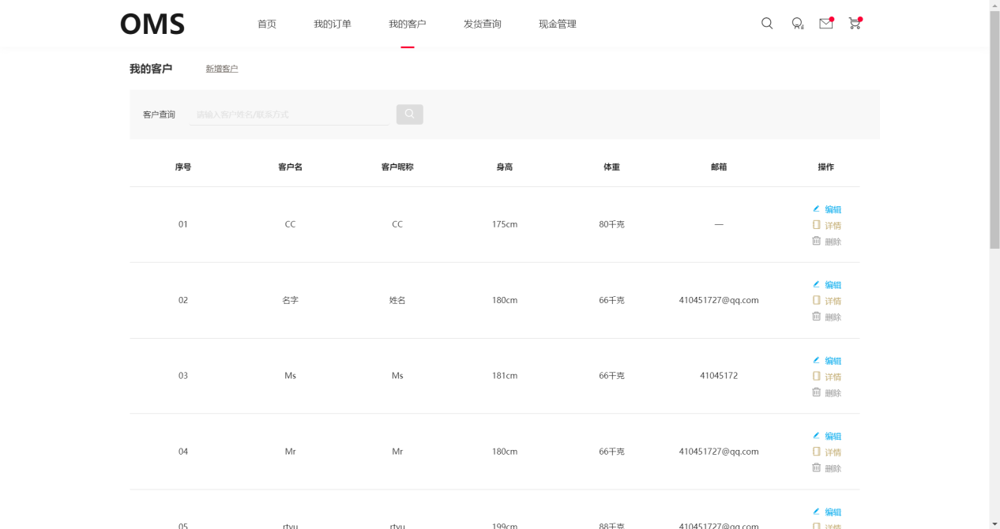 OMS 首页 我的订单 我的客户 发货查询 现金管理
我的客户 新增客户
客户查询 请输入客户姓名/联系方式
序号 客户名 客户昵称 身高 体重 邮箱 操作
编辑
01 CC CC 175cm 80千克 — 详情
删除
编辑
02 名字 姓名 180cm 66千克 410451727@qq.com 详情
删除
编辑
03 Ms Ms 181cm 66千克 41045172 详情
删除
编辑
04 Mr Mr 180cm 66千克 410451727@qq.com 详情
删除
编辑
05 rtyu rtyu 199cm 88千克 详情